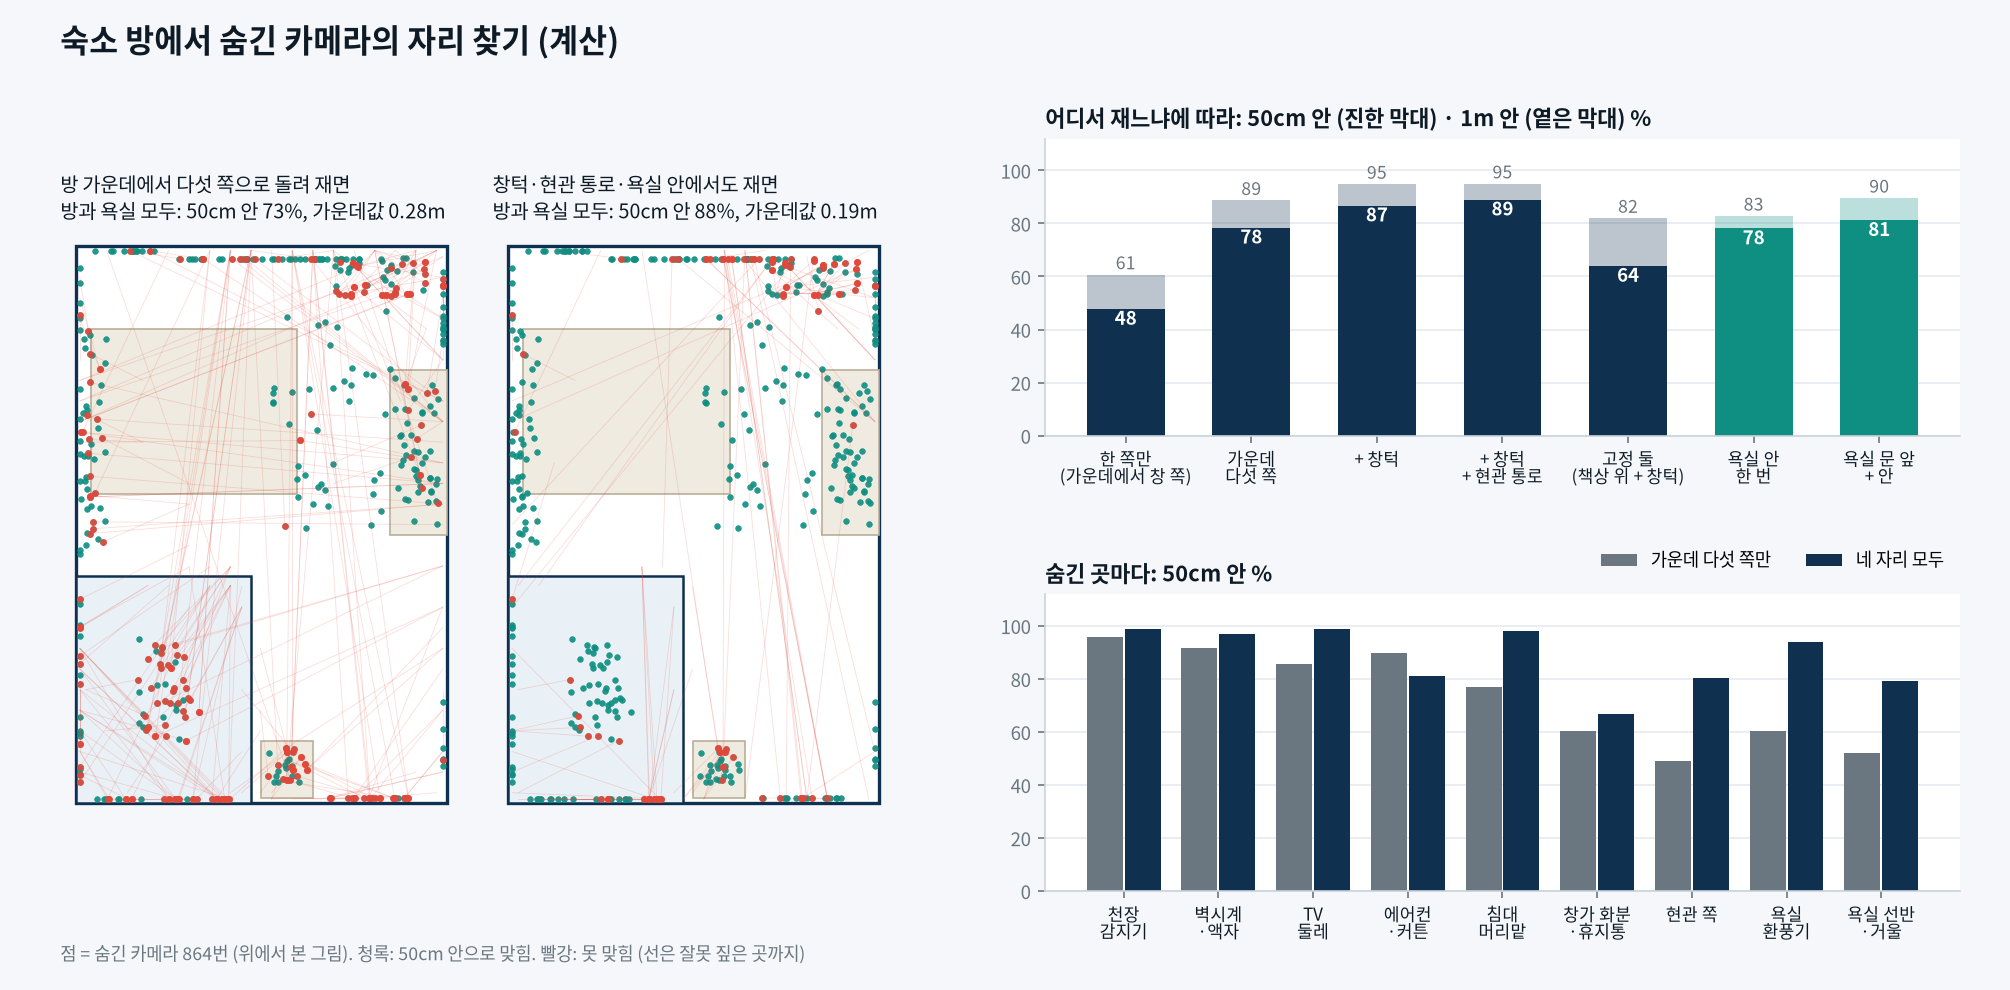 숙소 방에서 숨긴 카메라의 자리 찾기 (계산)
방 가운데에서 다섯 쪽으로 돌려 재면
방과 욕실 모두: 50cm 안 73%, 가운데값 0.28m
창턱·현관 통로·욕실 안에서도 재면
방과 욕실 모두: 50cm 안 88%, 가운데값 0.19m
점 = 숨긴 카메라 864번 (위에서 본 그림). 청록: 50cm 안으로 맞힘. 빨강: 못 맞힘 (선은 잘못 짚은 곳까지)
어디서 재느냐에 따라: 50cm 안 (진한 막대) · 1m 안 (옅은 막대) %
100
80
60
40
20
0
61
48
89
78
95
87
95
89
82
64
83
78
90
81
한 쪽만
(가운데에서 창 쪽)
가운데
다섯 쪽
+ 창턱
+ 창턱
+ 현관 통로
고정 둘
(책상 위 + 창턱)
욕실 안
한 번
욕실 문 앞
+ 안
숨긴 곳마다: 50cm 안 %
가운데 다섯 쪽만
네 자리 모두
100
80
60
40
20
0
천장
감지기
벽시계
·액자
TV
둘레
에어컨
·커튼
침대
머리맡
창가 화분
·휴지통
현관 쪽
욕실
환풍기
욕실 선반
·거울